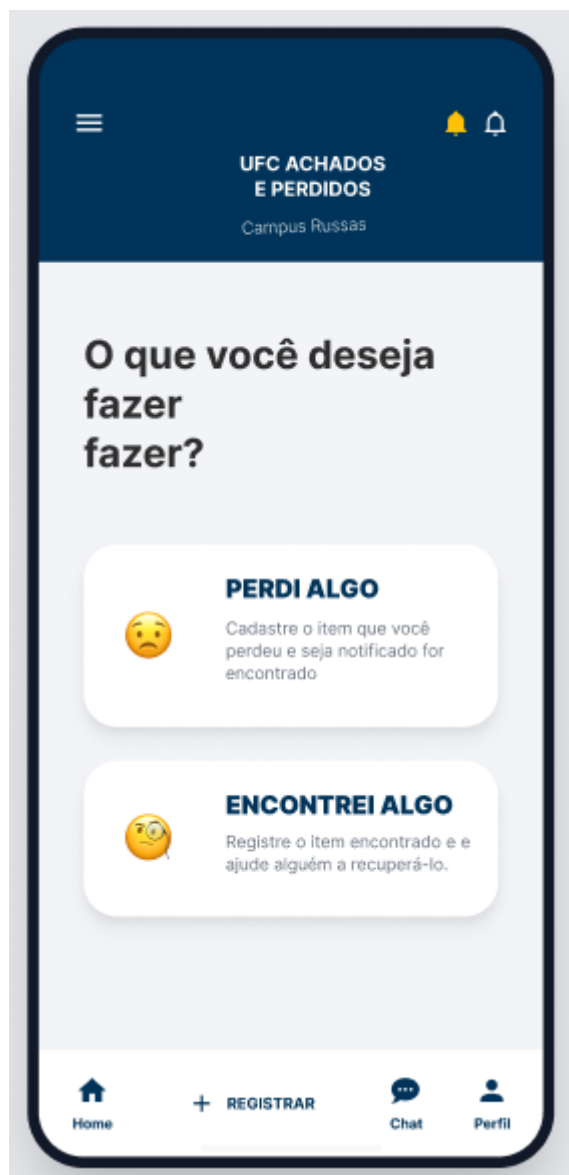 UFC ACHADOS
E PERDIDOS
Campus Russas
O que você deseja
fazer
fazer?
PERDI ALGO
Cadastre o item que você
perdeu e seja notificado for
encontrado
ENCONTREI ALGO
Registre o item encontrado e e
ajude alguém a recuperá-lo.
Home
+ REGISTRAR
Chat
Perfil